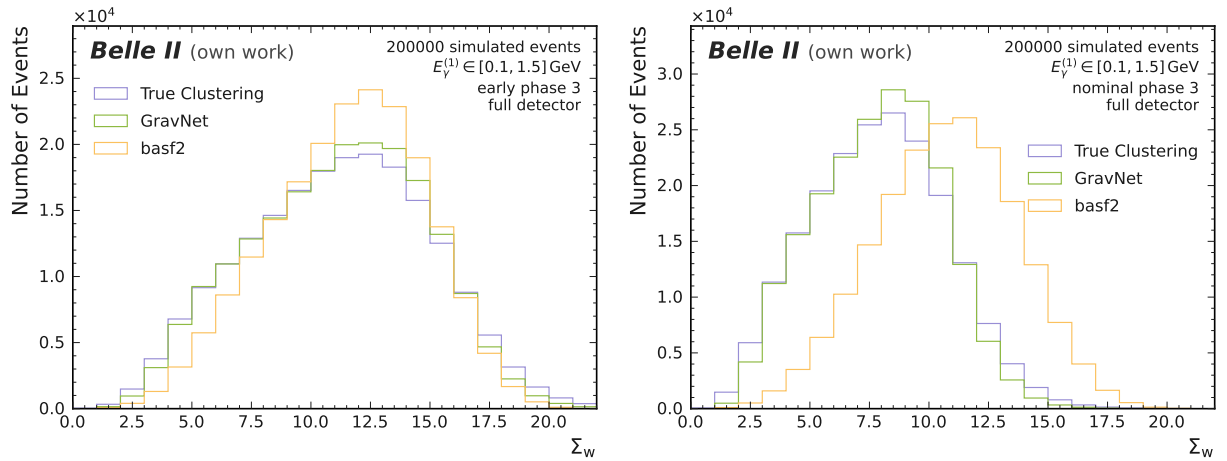 ×10⁴
Belle II (own work)
200000 simulated events
E_γ^(1) ∈ [0.1, 1.5] GeV
early phase 3
full detector
True Clustering
GravNet
basf2
Number of Events
2.5
2.0
1.5
1.0
0.5
0.0
0.0 2.5 5.0 7.5 10.0 12.5 15.0 17.5 20.0
Σ_w
×10⁴
Belle II (own work)
200000 simulated events
E_γ^(1) ∈ [0.1, 1.5] GeV
nominal phase 3
full detector
True Clustering
GravNet
basf2
Number of Events
3.0
2.5
2.0
1.5
1.0
0.5
0.0
0.0 2.5 5.0 7.5 10.0 12.5 15.0 17.5 20.0
Σ_w